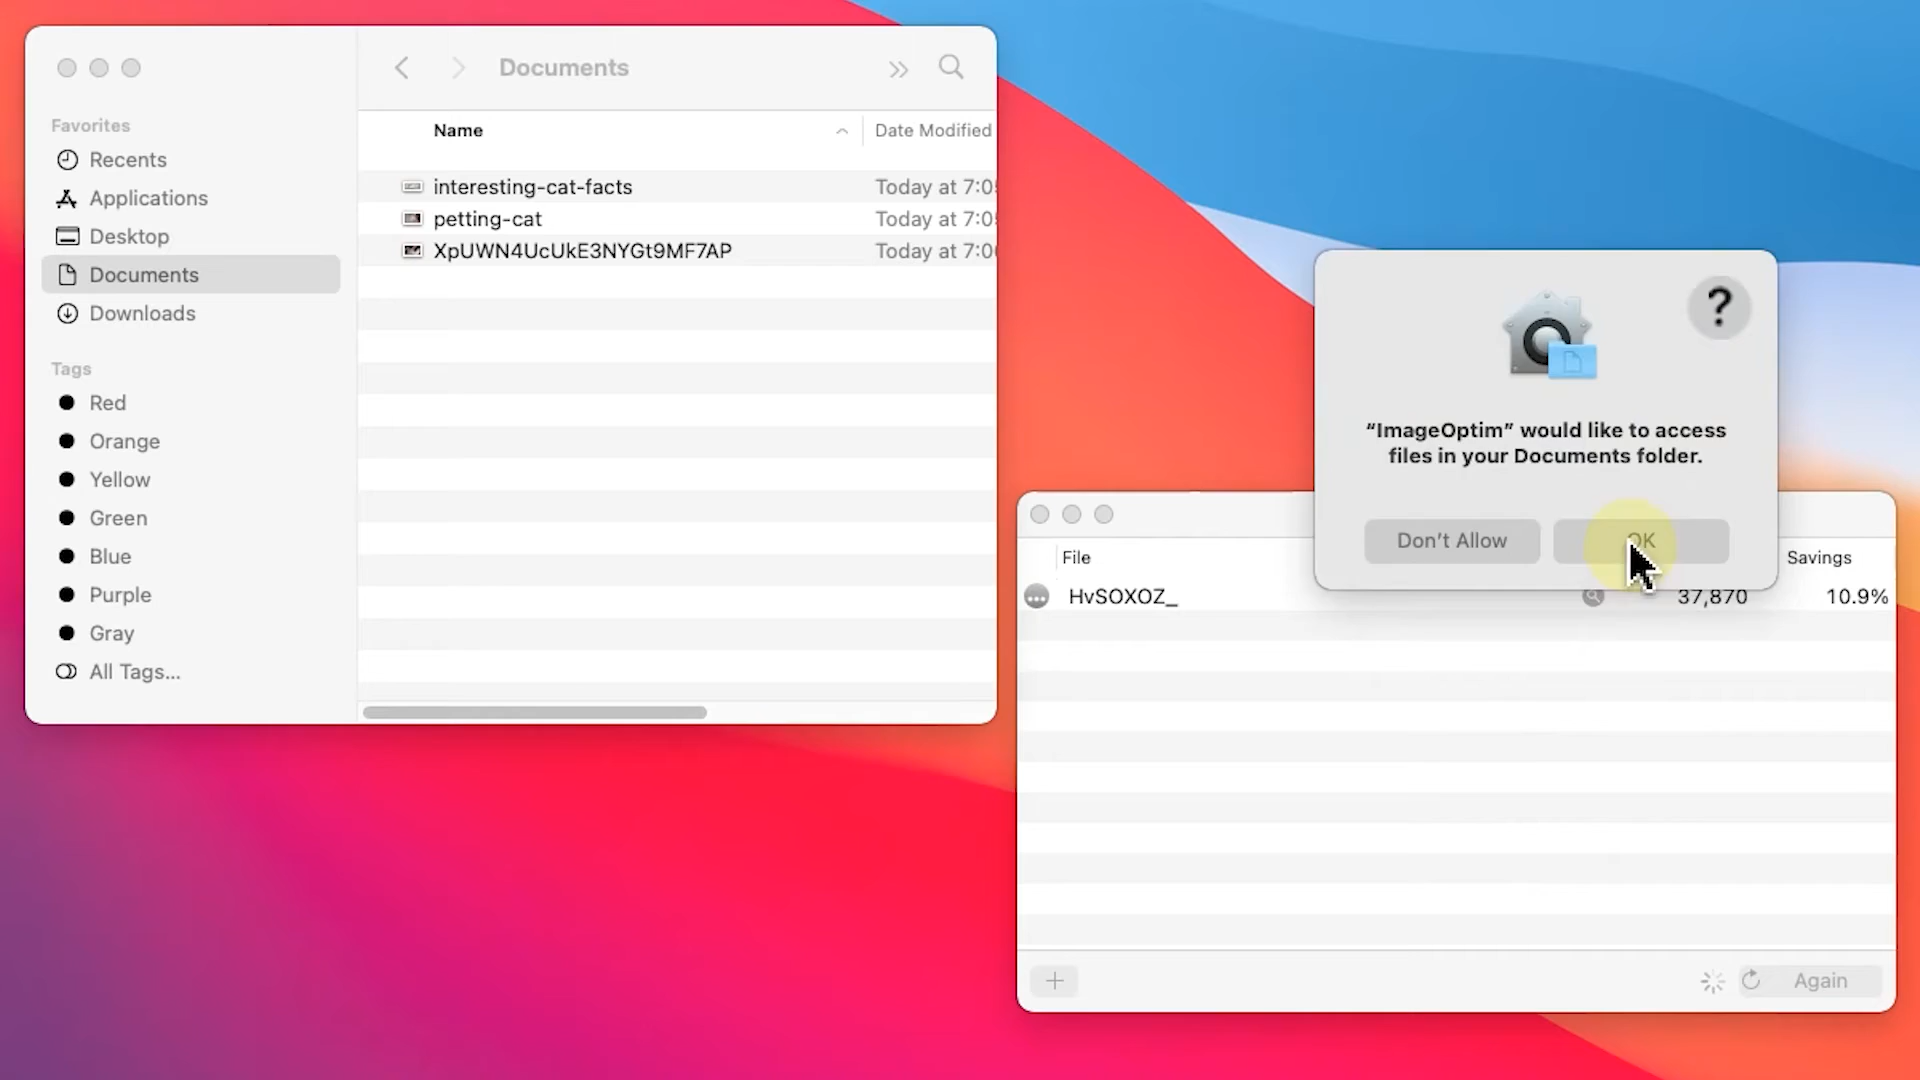 Documents
Favorites
Recents
Applications
Desktop
Documents
Downloads
Tags
Red
Orange
Yellow
Green
Blue
Purple
Gray
All Tags...
Name
Date Modified
interesting-cat-facts
Today at 7:0
petting-cat
Today at 7:0
XpUWN4UcUkE3NYGt9MF7AP
Today at 7:0
?
“ImageOptim” would like to access
files in your Documents folder.
Don’t Allow
OK
File
Savings
HvSOXOZ_
37,870
10.9%
Again